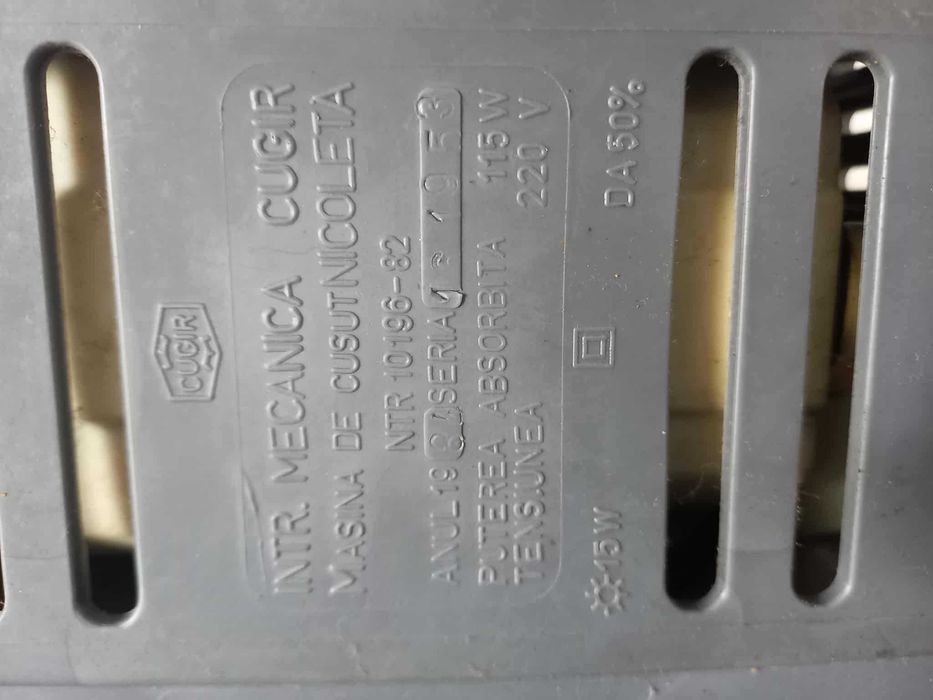 CUGIR
INTR. MECANICA CUGIR
MASINA DE CUSUT NICOLETA
NTR 10196-82
ANUL 1984 SERIA
PUTEREA ABSORBITA 115 W
TENSIUNEA 220 V
15W DA 50%